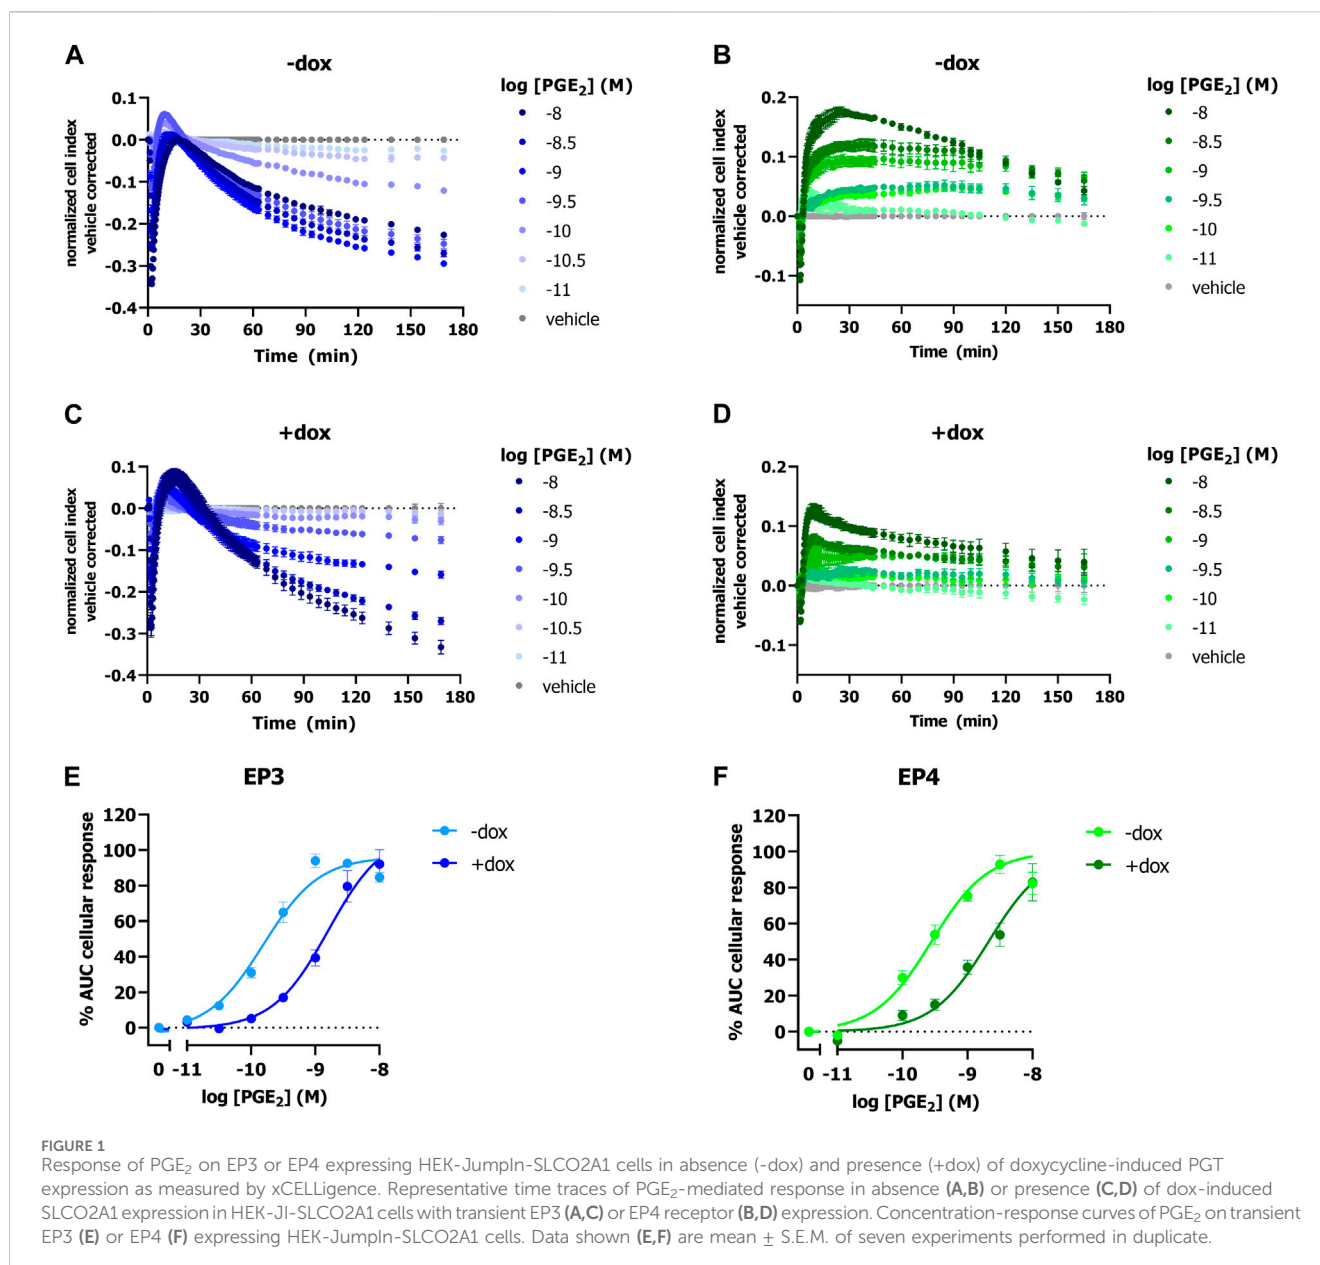 A
-dox
normalized cell index
vehicle corrected
0.1
0.0
-0.1
-0.2
-0.3
-0.4
0 30 60 90 120 150 180
Time (min)
log [PGE₂] (M)
-8
-8.5
-9
-9.5
-10
-10.5
-11
vehicle
B
-dox
normalized cell index
vehicle corrected
0.2
0.1
0.0
-0.1
0 30 60 90 120 150 180
Time (min)
log [PGE₂] (M)
-8
-8.5
-9
-9.5
-10
-11
vehicle
C
+dox
normalized cell index
vehicle corrected
0.1
0.0
-0.1
-0.2
-0.3
-0.4
0 30 60 90 120 150 180
Time (min)
log [PGE₂] (M)
-8
-8.5
-9
-9.5
-10
-10.5
-11
vehicle
D
+dox
normalized cell index
vehicle corrected
0.2
0.1
0.0
-0.1
0 30 60 90 120 150 180
Time (min)
log [PGE₂] (M)
-8
-8.5
-9
-9.5
-10
-11
vehicle
E
EP3
% AUC cellular response
120
100
80
60
40
20
0
0 -11 -10 -9 -8
log [PGE₂] (M)
-dox
+dox
F
EP4
% AUC cellular response
120
100
80
60
40
20
0
0 -11 -10 -9 -8
log [PGE₂] (M)
-dox
+dox
FIGURE 1
Response of PGE₂ on EP3 or EP4 expressing HEK-JumpIn-SLCO2A1 cells in absence (-dox) and presence (+dox) of doxycycline-induced PGT
expression as measured by xCELLigence. Representative time traces of PGE₂-mediated response in absence (A,B) or presence (C,D) of dox-induced
SLCO2A1 expression in HEK-JI-SLCO2A1 cells with transient EP3 (A,C) or EP4 receptor (B,D) expression. Concentration-response curves of PGE₂ on transient
EP3 (E) or EP4 (F) expressing HEK-JumpIn-SLCO2A1 cells. Data shown (E,F) are mean ± S.E.M. of seven experiments performed in duplicate.